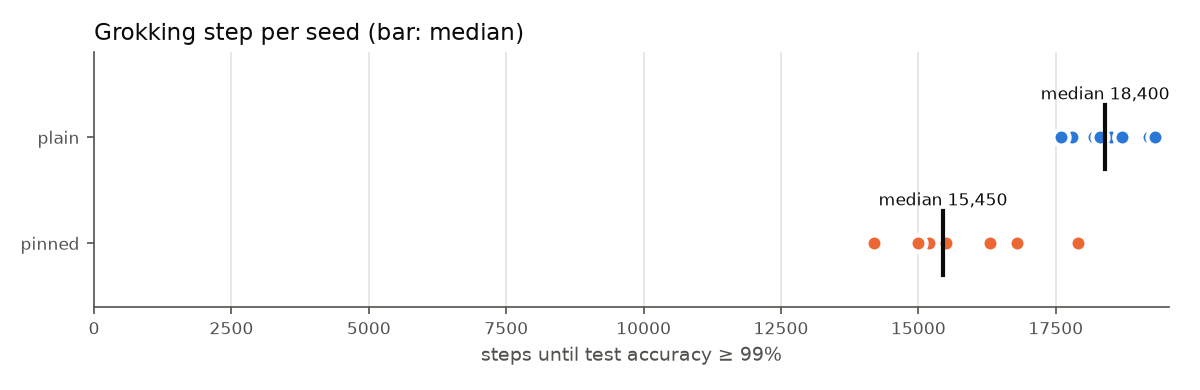 Grokking step per seed (bar: median)
median 18,400
plain
median 15,450
pinned
0 2500 5000 7500 10000 12500 15000 17500
steps until test accuracy ≥ 99%